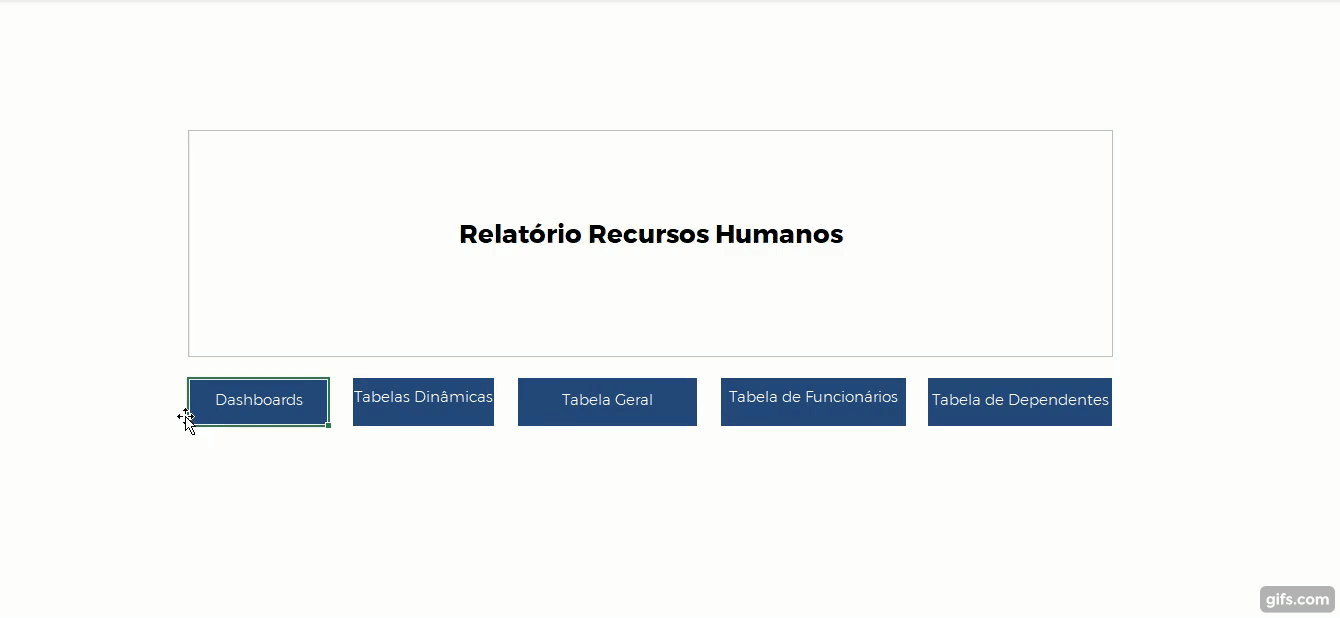 Relatório Recursos Humanos
Dashboards
Tabelas Dinâmicas
Tabela Geral
Tabela de Funcionários
Tabela de Dependentes
gifs.com